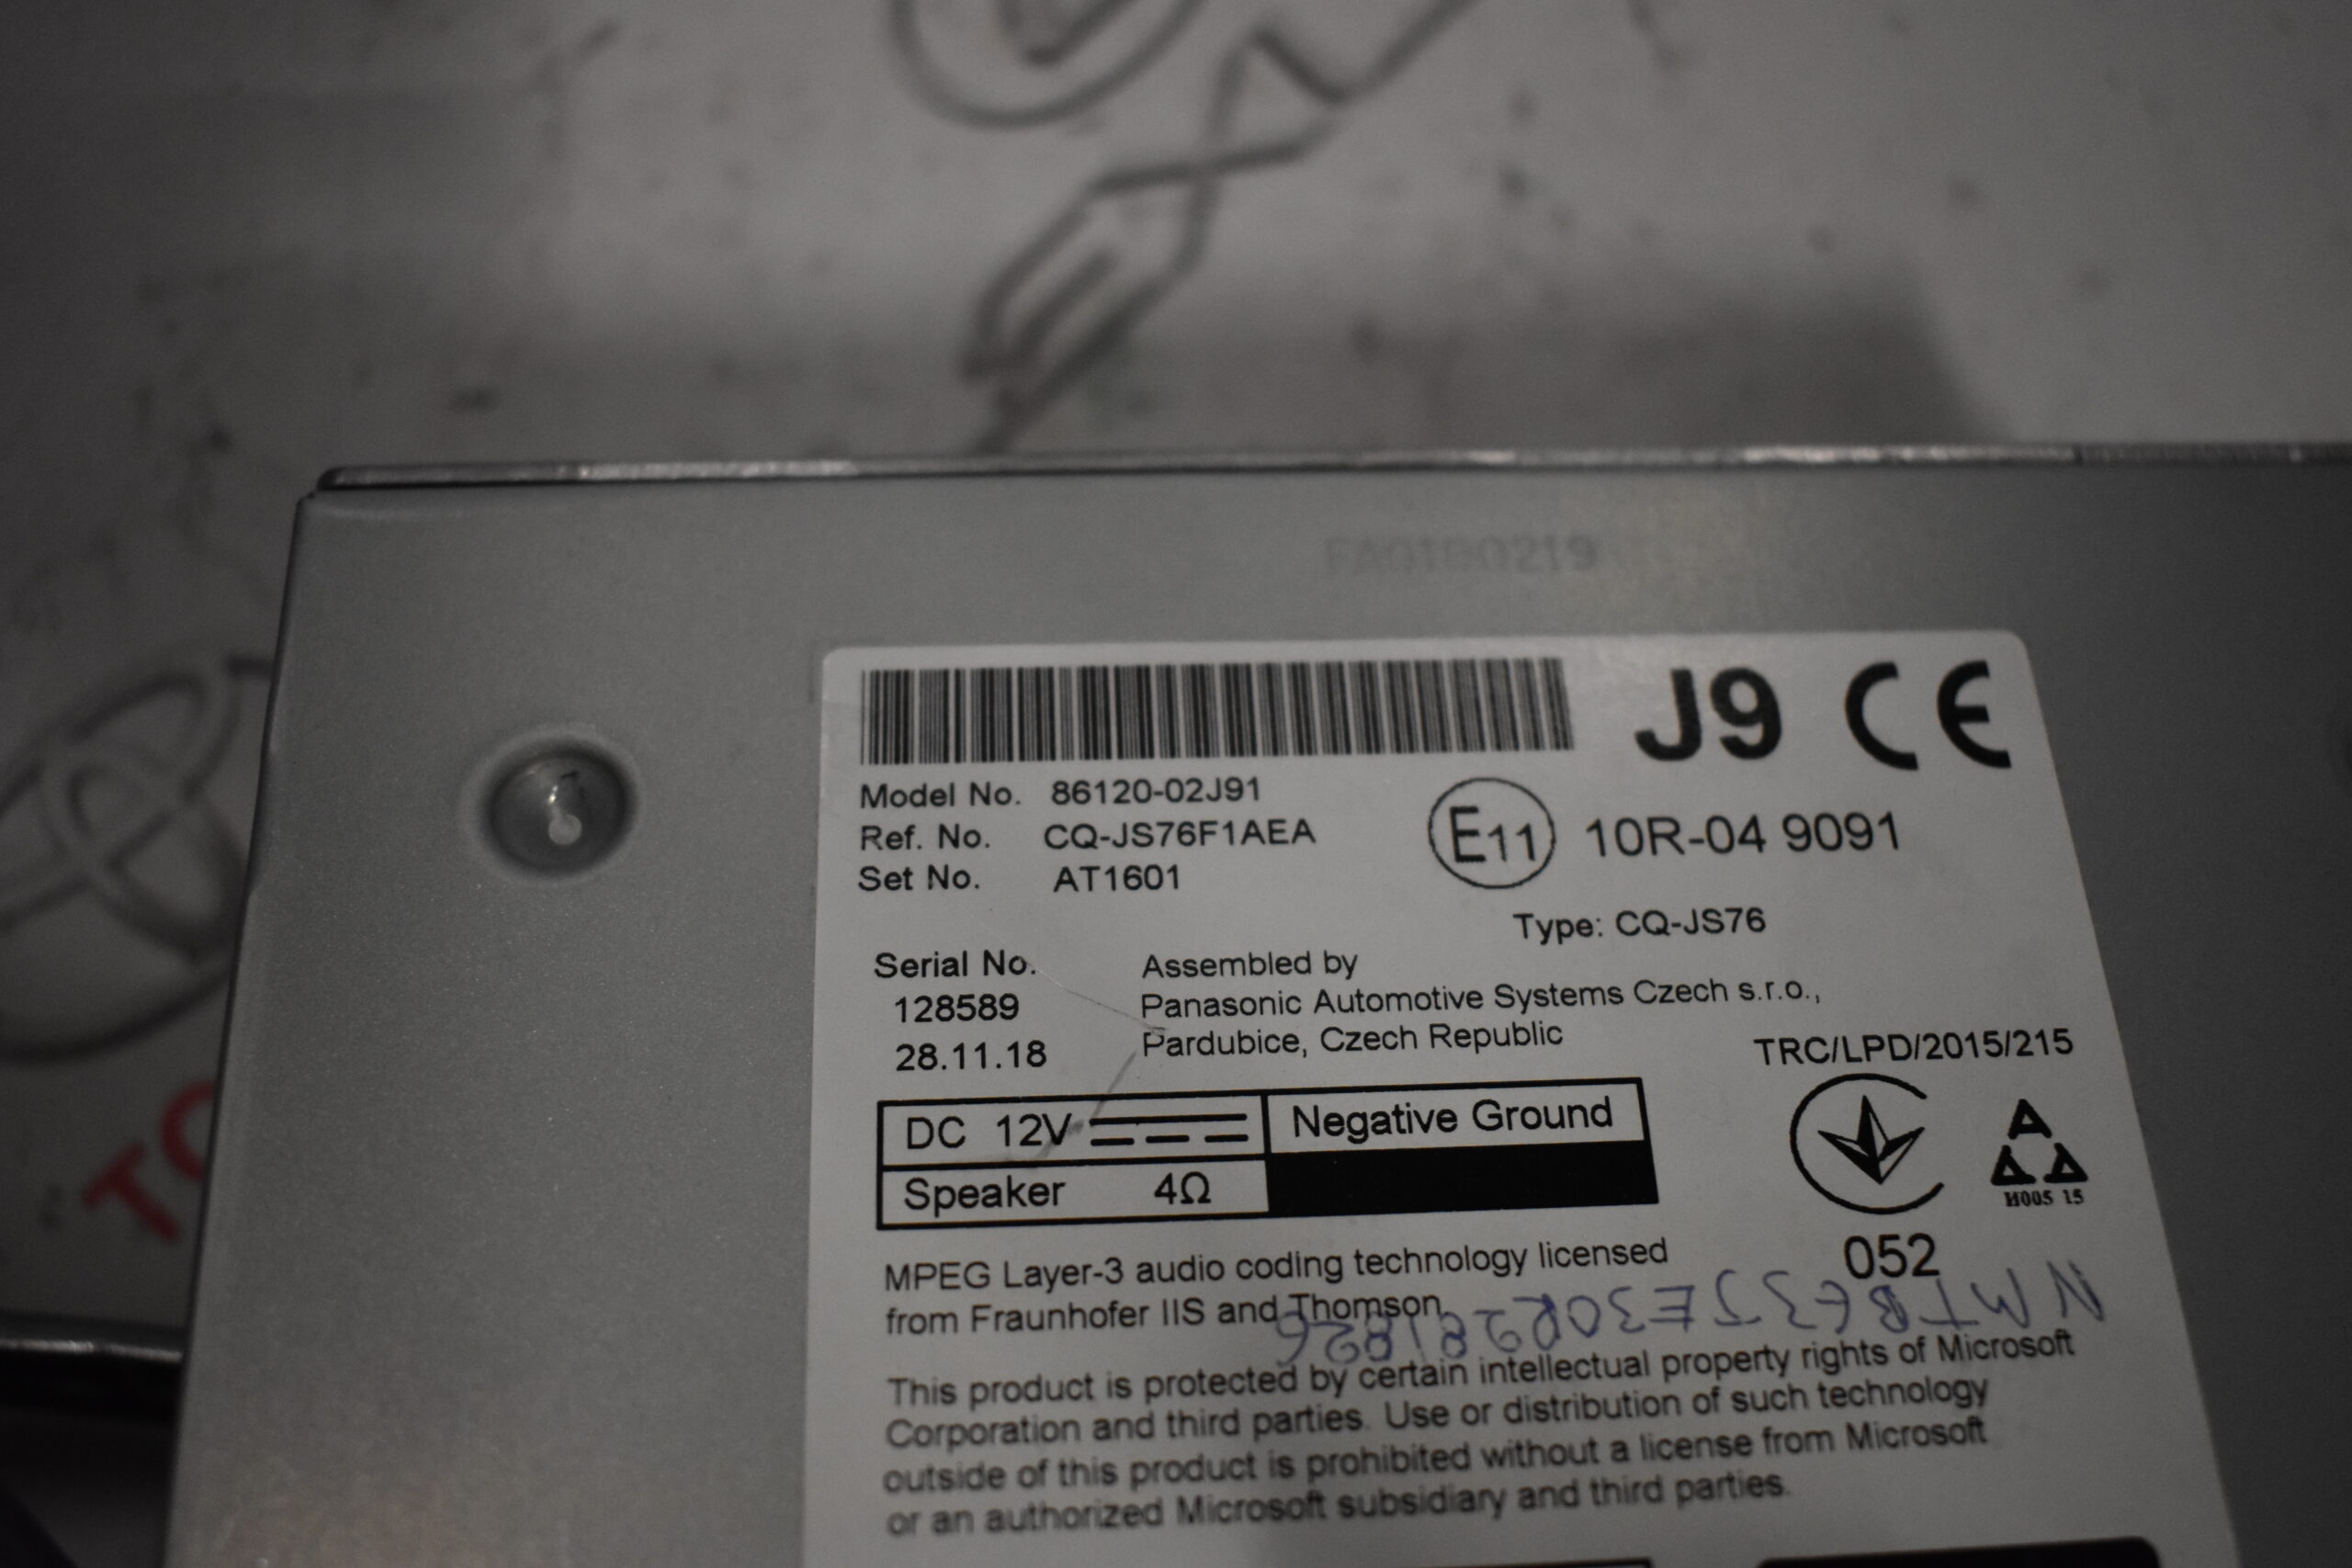 J9 CE
Model No. 86120-02J91
Ref. No. CQ-JS76F1AEA
Set No. AT1601
E11 10R-04 9091
Type: CQ-JS76
Serial No.
128589
28.11.18
Assembled by
Panasonic Automotive Systems Czech s.r.o.,
Pardubice, Czech Republic
TRC/LPD/2015/215
DC 12V
Negative Ground
Speaker 4Ω
И005 15
052
MPEG Layer-3 audio coding technology licensed
from Fraunhofer IIS and Thomson.
This product is protected by certain intellectual property rights of Microsoft
Corporation and third parties. Use or distribution of such technology
outside of this product is prohibited without a license from Microsoft
or an authorized Microsoft subsidiary and third parties.